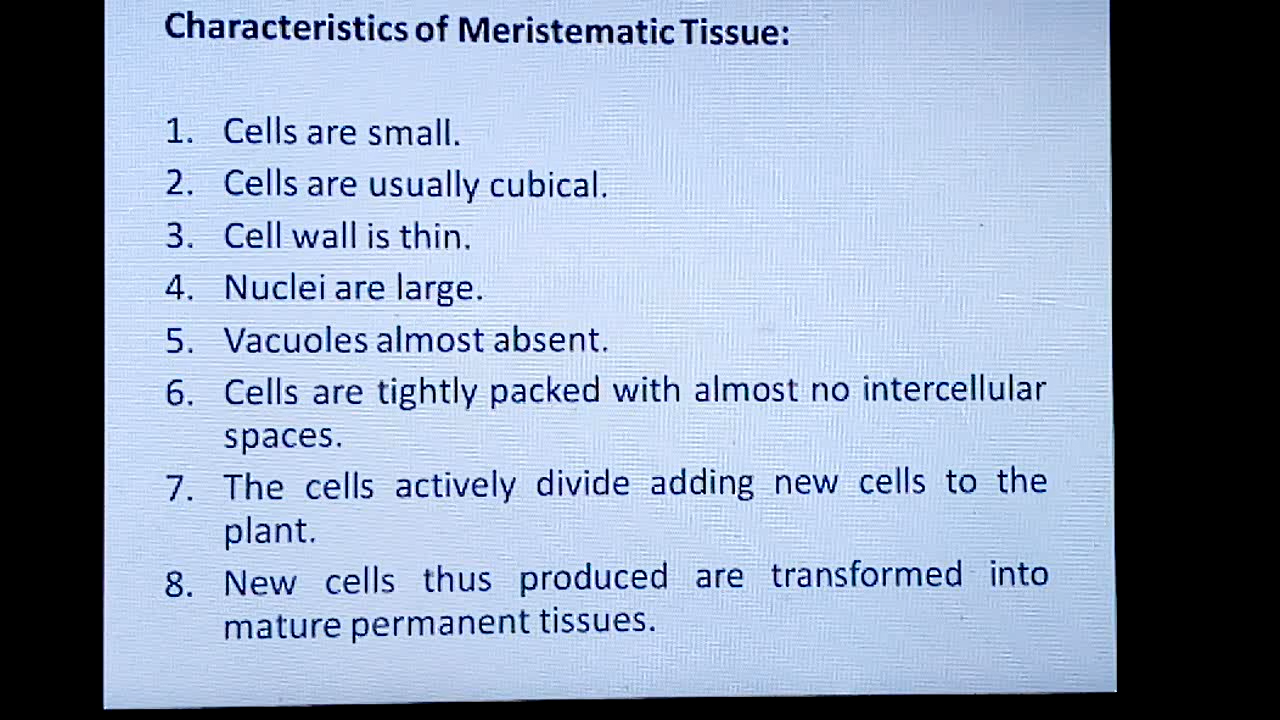 Characteristics of Meristematic Tissue:
1. Cells are small.
2. Cells are usually cubical.
3. Cell wall is thin.
4. Nuclei are large.
5. Vacuoles almost absent.
6. Cells are tightly packed with almost no intercellular
spaces.
7. The cells actively divide adding new cells to the
plant.
8. New cells thus produced are transformed into
mature permanent tissues.